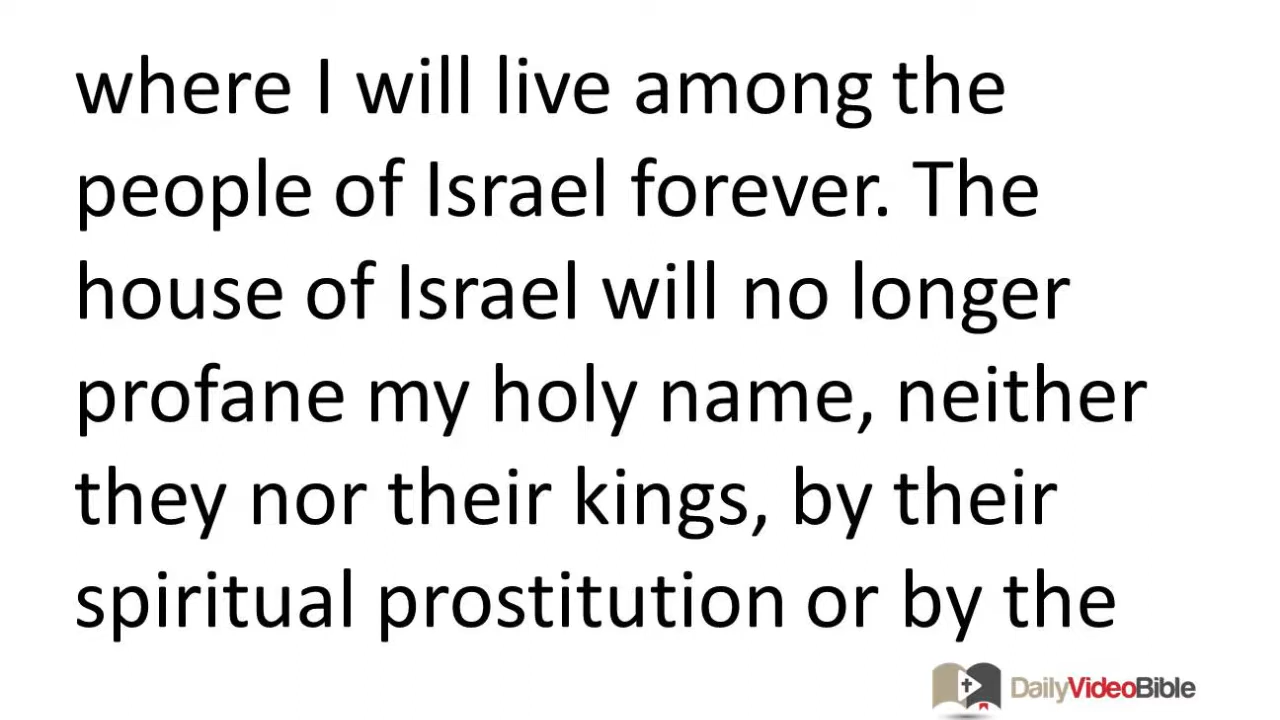 where I will live among the
people of Israel forever. The
house of Israel will no longer
profane my holy name, neither
they nor their kings, by their
spiritual prostitution or by the
DailyVideoBible